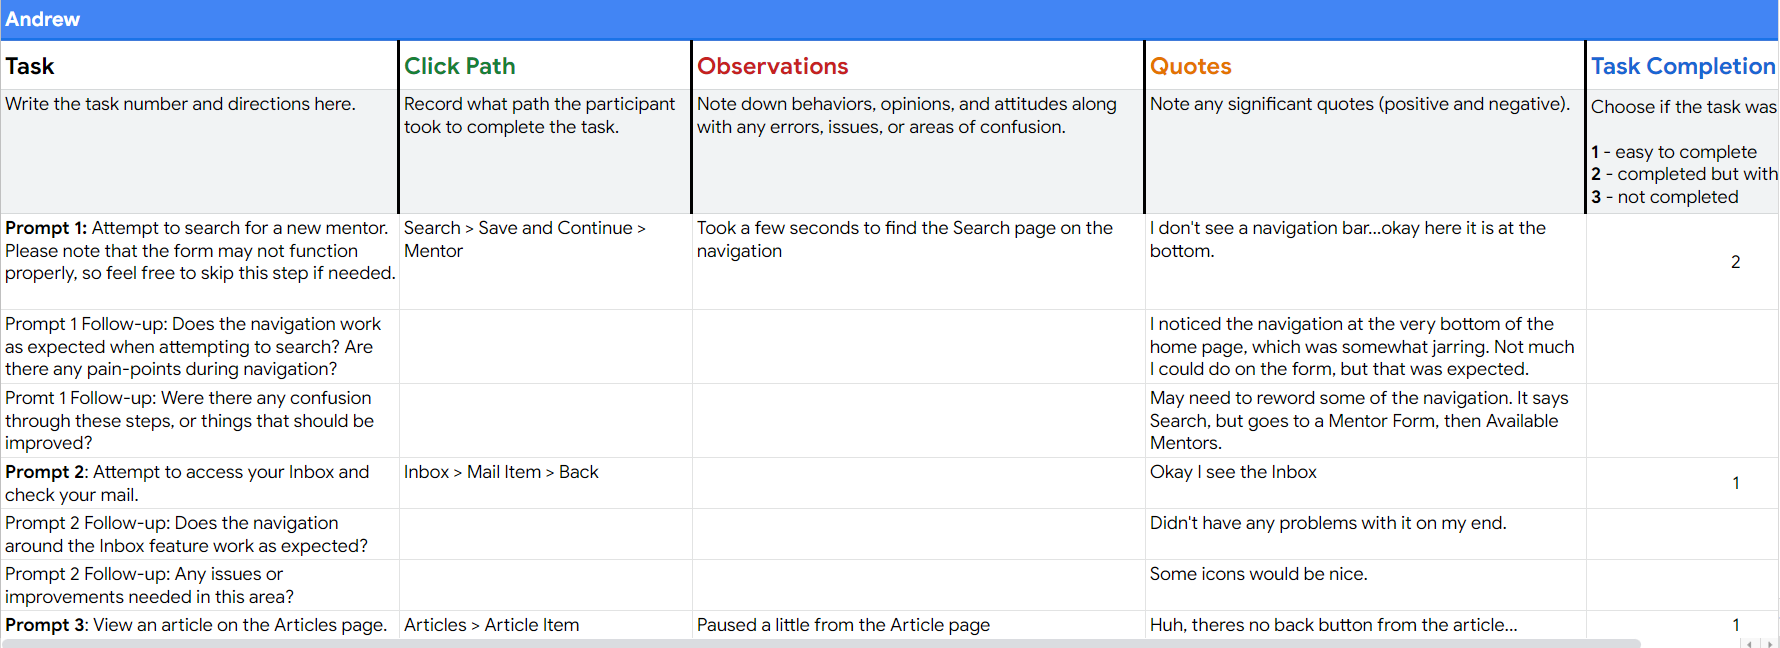 Andrew
Task
Click Path
Observations
Quotes
Task Completion
Write the task number and directions here.
Record what path the participant
took to complete the task.
Note down behaviors, opinions, and attitudes along
with any errors, issues, or areas of confusion.
Note any significant quotes (positive and negative).
Choose if the task was
1 - easy to complete
2 - completed but with
3 - not completed
Prompt 1: Attempt to search for a new mentor.
Please note that the form may not function
properly, so feel free to skip this step if needed.
Search > Save and Continue >
Mentor
Took a few seconds to find the Search page on the
navigation
I don't see a navigation bar...okay here it is at the
bottom.
2
Prompt 1 Follow-up: Does the navigation work
as expected when attempting to search? Are
there any pain-points during navigation?
I noticed the navigation at the very bottom of the
home page, which was somewhat jarring. Not much
I could do on the form, but that was expected.
Promt 1 Follow-up: Were there any confusion
through these steps, or things that should be
improved?
May need to reword some of the navigation. It says
Search, but goes to a Mentor Form, then Available
Mentors.
Prompt 2: Attempt to access your Inbox and
check your mail.
Inbox > Mail Item > Back
Okay I see the Inbox
1
Prompt 2 Follow-up: Does the navigation
around the Inbox feature work as expected?
Didn't have any problems with it on my end.
Prompt 2 Follow-up: Any issues or
improvements needed in this area?
Some icons would be nice.
Prompt 3: View an article on the Articles page.
Articles > Article Item
Paused a little from the Article page
Huh, theres no back button from the article...
1